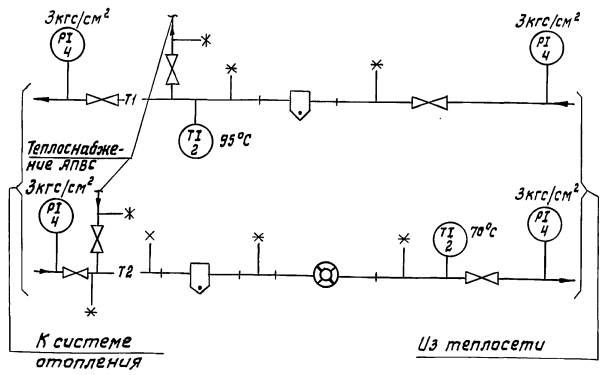 3кгс/см²
PI
4
3кгс/см²
PI
4
T1
TI
2
95°C
Теплоснабже-
ние АПВС
3кгс/см²
PI
4
TI
2
70°C
3кгс/см²
PI
4
T2
К системе
отопления
Из теплосети